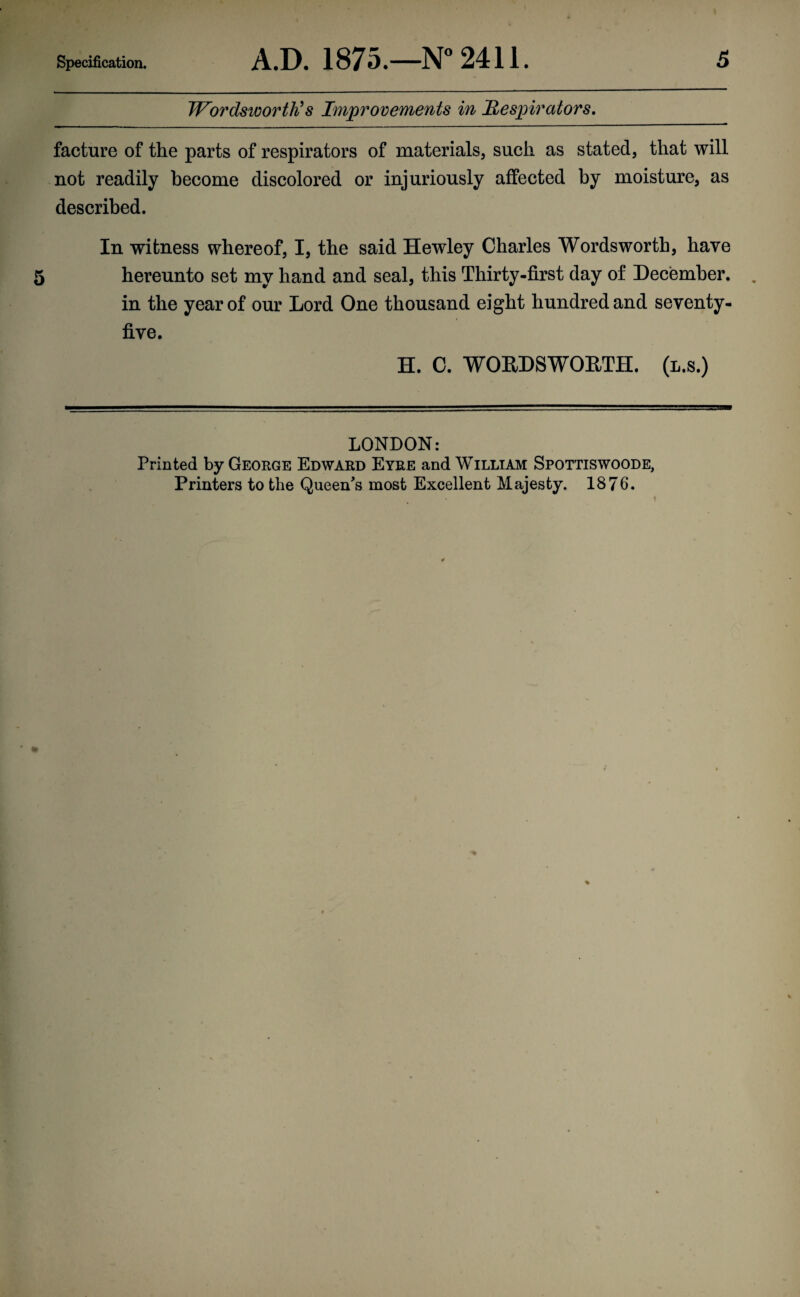 Specification. A.D. 1875.—N° 2411. 5
Wordsworth's Improvements in Respirators.
facture of the parts of respirators of materials, such as stated, that will
not readily become discolored or injuriously affected by moisture, as
described.
In witness whereof, I, the said Hewley Charles Wordsworth, have
5 hereunto set my hand and seal, this Thirty-first day of December.
in the year of our Lord One thousand eight hundred and seventy-
five.
H. C. WORDSWORTH. (L.S.)
LONDON:
Printed by GEORGE EDWARD EYRE and WILLIAM SPOTTISWOODE,
Printers to the Queen's most Excellent Majesty. 1876.